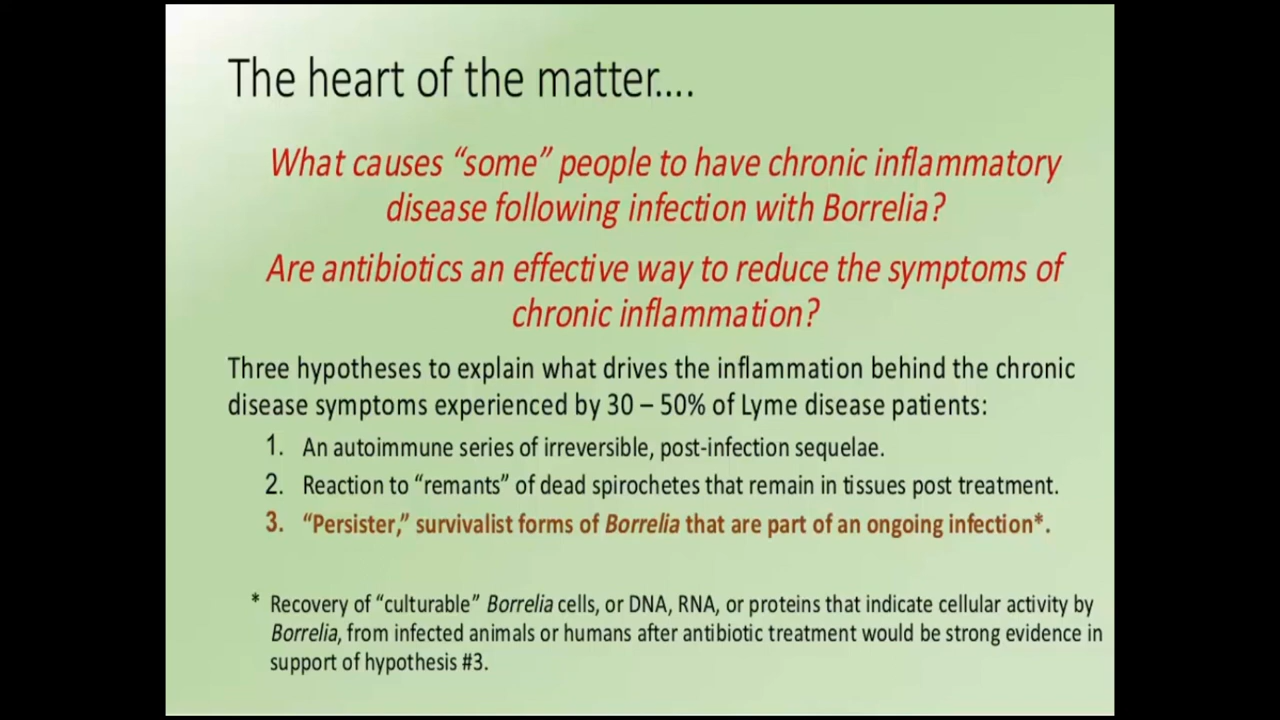 The heart of the matter....
What causes “some” people to have chronic inflammatory
disease following infection with Borrelia?
Are antibiotics an effective way to reduce the symptoms of
chronic inflammation?
Three hypotheses to explain what drives the inflammation behind the chronic
disease symptoms experienced by 30 – 50% of Lyme disease patients:
1. An autoimmune series of irreversible, post-infection sequelae.
2. Reaction to “remants” of dead spirochetes that remain in tissues post treatment.
3. “Persister,” survivalist forms of Borrelia that are part of an ongoing infection*.
* Recovery of “culturable” Borrelia cells, or DNA, RNA, or proteins that indicate cellular activity by
Borrelia, from infected animals or humans after antibiotic treatment would be strong evidence in
support of hypothesis #3.